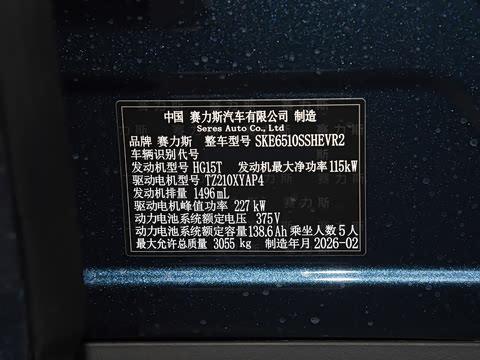 中国 赛力斯汽车有限公司 制造
Seres Auto Co., Ltd
品牌 赛力斯 整车型号 SKE6510SSHEVR2
车辆识别代号
发动机型号 HG15T 发动机最大净功率 115kW
驱动电机型号 TZ210XYAP4
发动机排量 1496mL
驱动电机峰值功率 227 kW
动力电池系统额定电压 375V
动力电池系统额定容量 138.6Ah 乘坐人数 5人
最大允许总质量 3055 kg 制造年月 2026-02